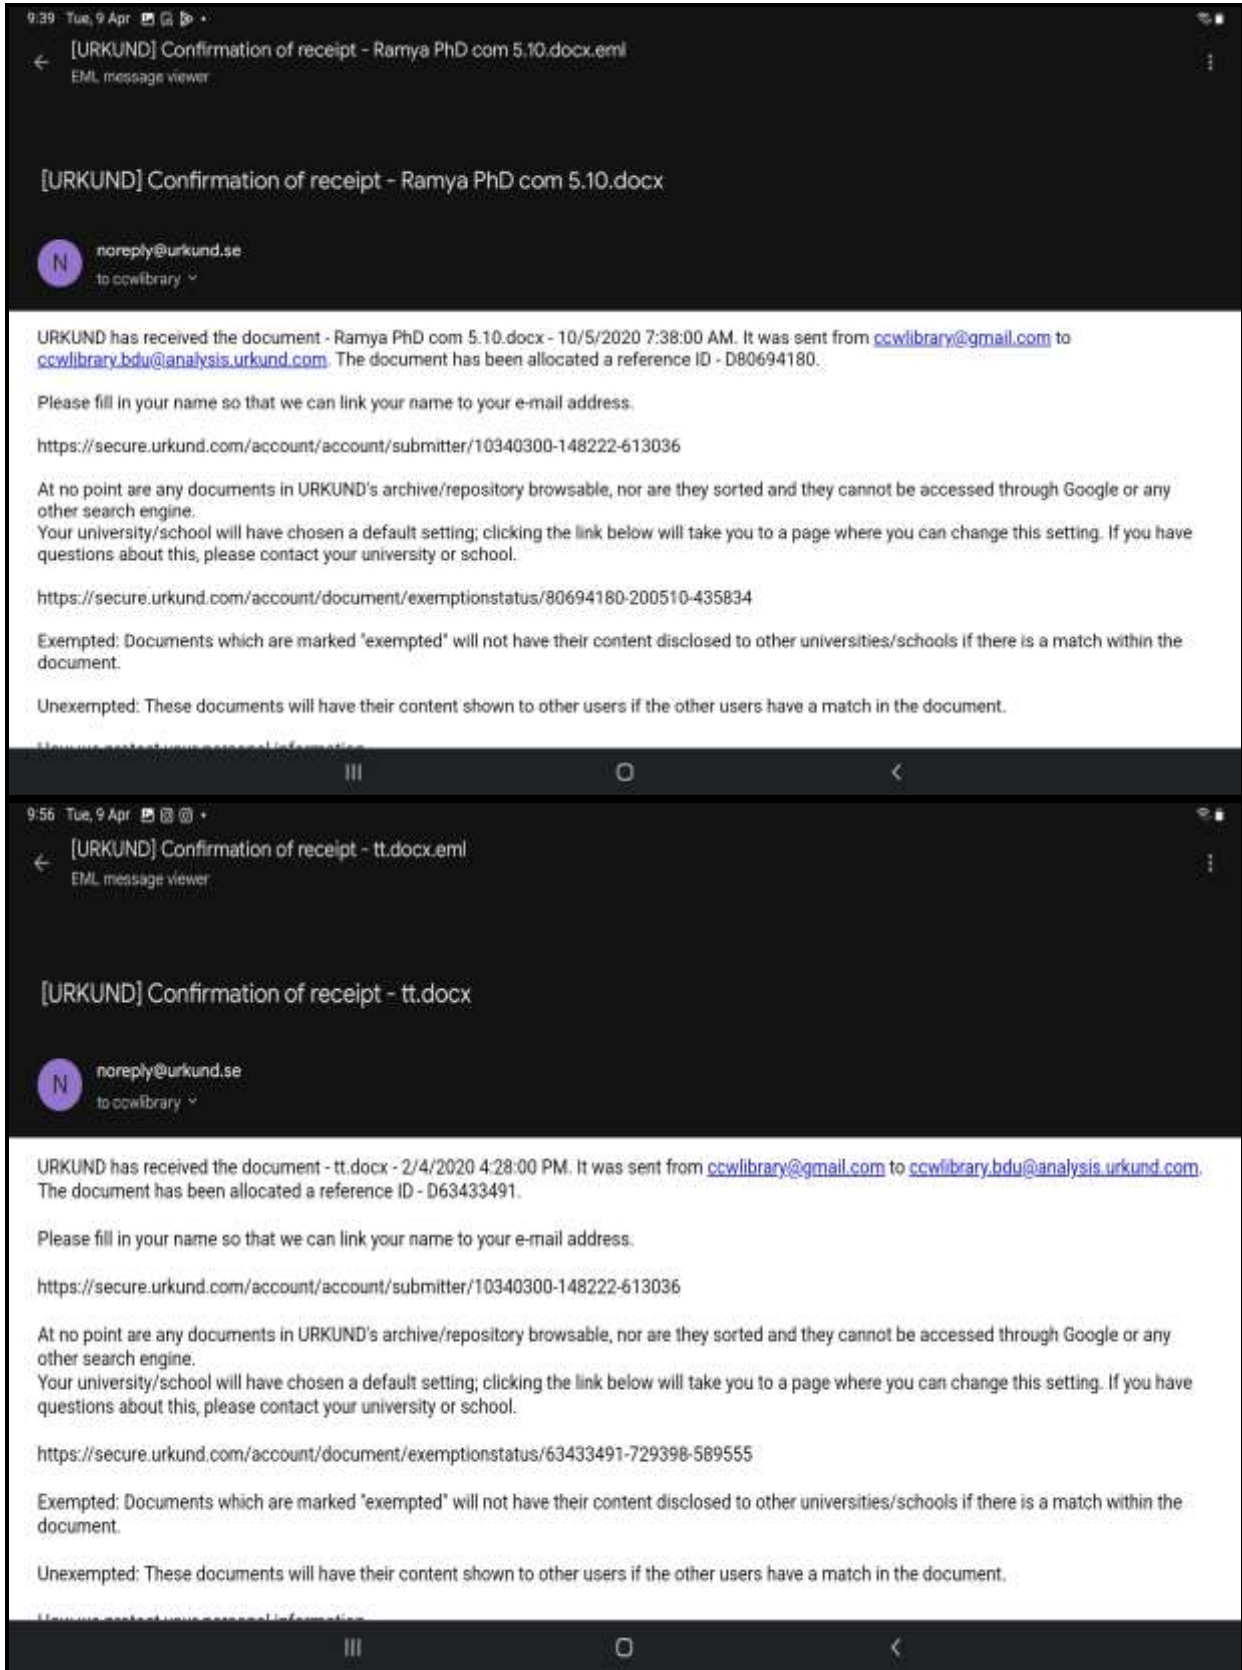 9:39 Tue, 9 Apr
[URKUND] Confirmation of receipt - Ramya PhD com 5.10.docx.eml
EML message viewer
[URKUND] Confirmation of receipt - Ramya PhD com 5.10.docx
N
noreply@urkund.se
to ccwlibrary
URKUND has received the document - Ramya PhD com 5.10.docx - 10/5/2020 7:38:00 AM. It was sent from ccwlibrary@gmail.com to
ccwlibrary.bdu@analysis.urkund.com. The document has been allocated a reference ID - D80694180.
Please fill in your name so that we can link your name to your e-mail address.
https://secure.urkund.com/account/account/submitter/10340300-148222-613036
At no point are any documents in URKUND's archive/repository browsable, nor are they sorted and they cannot be accessed through Google or any
other search engine.
Your university/school will have chosen a default setting; clicking the link below will take you to a page where you can change this setting. If you have
questions about this, please contact your university or school.
https://secure.urkund.com/account/document/exemptionstatus/80694180-200510-435834
Exempted: Documents which are marked "exempted" will not have their content disclosed to other universities/schools if there is a match within the
document.
Unexempted: These documents will have their content shown to other users if the other users have a match in the document.
How we protect your personal information
9:56 Tue, 9 Apr
[URKUND] Confirmation of receipt - tt.docx.eml
EML message viewer
[URKUND] Confirmation of receipt - tt.docx
N
noreply@urkund.se
to ccwlibrary
URKUND has received the document - tt.docx - 2/4/2020 4:28:00 PM. It was sent from ccwlibrary@gmail.com to ccwlibrary.bdu@analysis.urkund.com.
The document has been allocated a reference ID - D63433491.
Please fill in your name so that we can link your name to your e-mail address.
https://secure.urkund.com/account/account/submitter/10340300-148222-613036
At no point are any documents in URKUND's archive/repository browsable, nor are they sorted and they cannot be accessed through Google or any
other search engine.
Your university/school will have chosen a default setting; clicking the link below will take you to a page where you can change this setting. If you have
questions about this, please contact your university or school.
https://secure.urkund.com/account/document/exemptionstatus/63433491-729398-589555
Exempted: Documents which are marked "exempted" will not have their content disclosed to other universities/schools if there is a match within the
document.
Unexempted: These documents will have their content shown to other users if the other users have a match in the document.
How we protect your personal information